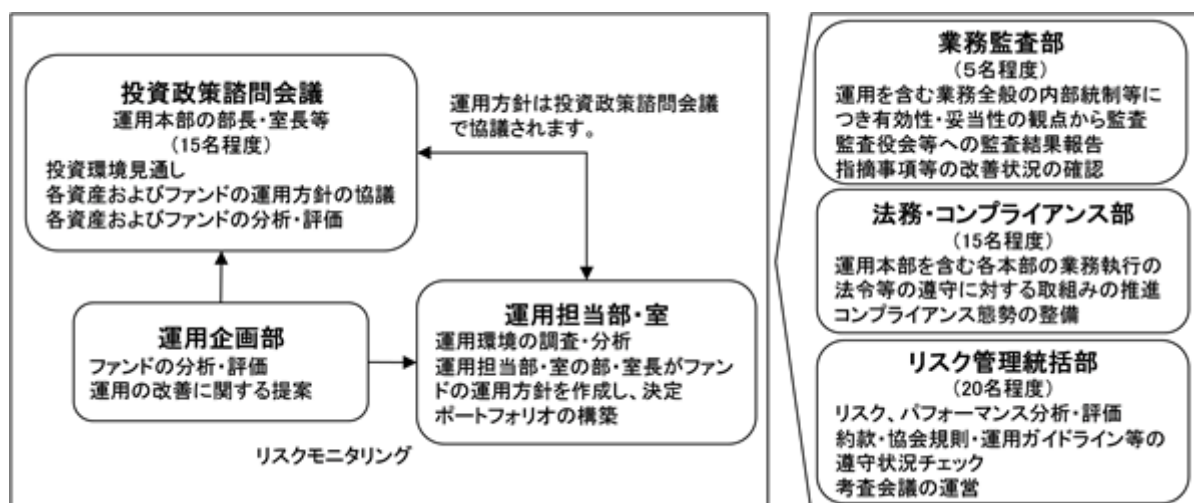 投資政策諮問会議
運用本部の部長・室長等
(15名程度)
投資環境見通し
各資産およびファンドの運用方針の協議
各資産およびファンドの分析・評価
運用方針は投資政策諮問会議
で協議されます。
運用企画部
ファンドの分析・評価
運用の改善に関する提案
運用担当部・室
運用環境の調査・分析
運用担当部・室の部・室長がファン
ドの運用方針を作成し、決定
ポートフォリオの構築
リスクモニタリング
業務監査部
(5名程度)
運用を含む業務全般の内部統制等に
つき有効性・妥当性の観点から監査
監査役会等への監査結果報告
指摘事項等の改善状況の確認
法務・コンプライアンス部
(15名程度)
運用本部を含む各本部の業務執行の
法令等の遵守に対する取組みの推進
コンプライアンス態勢の整備
リスク管理統括部
(20名程度)
リスク、パフォーマンス分析・評価
約款・協会規則・運用ガイドライン等の
遵守状況チェック
考査会議の運営